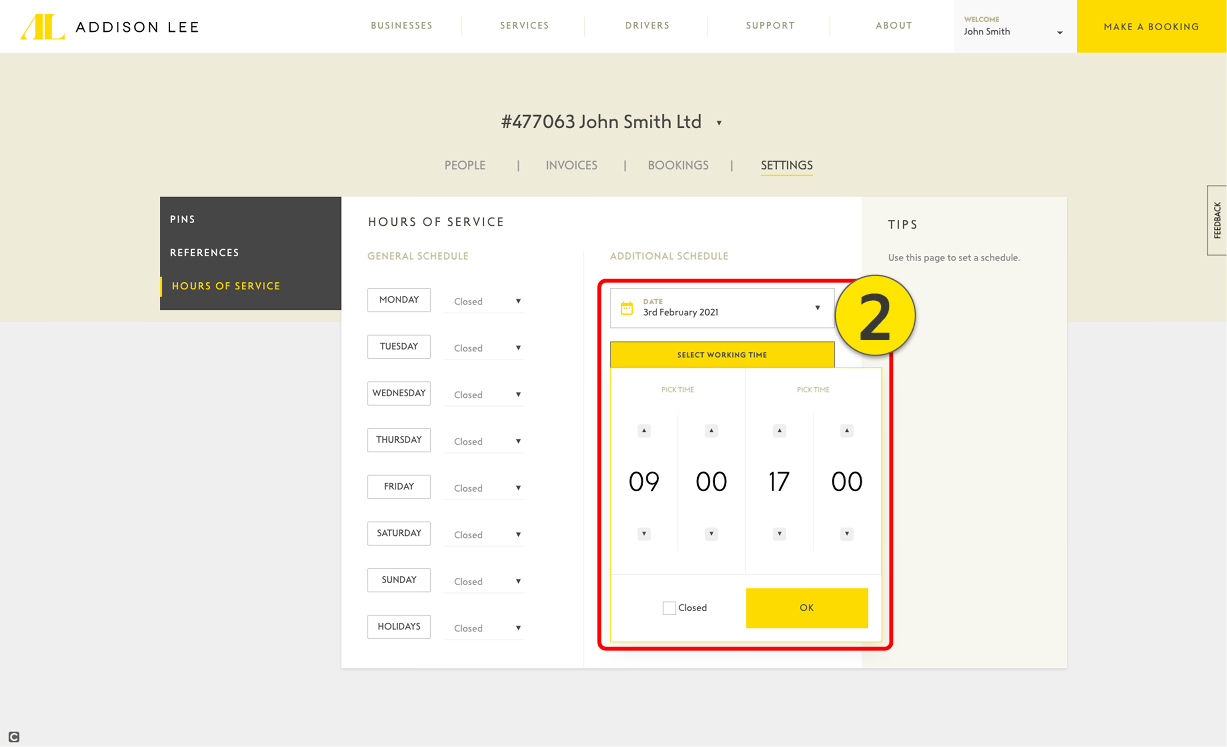 ADDISON LEE
BUSINESSES
SERVICES
DRIVERS
SUPPORT
ABOUT
WELCOME
John Smith
MAKE A BOOKING
#477063 John Smith Ltd
PEOPLE | INVOICES | BOOKINGS | SETTINGS
FEEDBACK
PINS
REFERENCES
HOURS OF SERVICE
HOURS OF SERVICE
GENERAL SCHEDULE
MONDAY Closed
TUESDAY Closed
WEDNESDAY Closed
THURSDAY Closed
FRIDAY Closed
SATURDAY Closed
SUNDAY Closed
HOLIDAYS Closed
ADDITIONAL SCHEDULE
DATE
3rd February 2021
2
SELECT WORKING TIME
PICK TIME PICK TIME
09 00 17 00
Closed
OK
TIPS
Use this page to set a schedule.